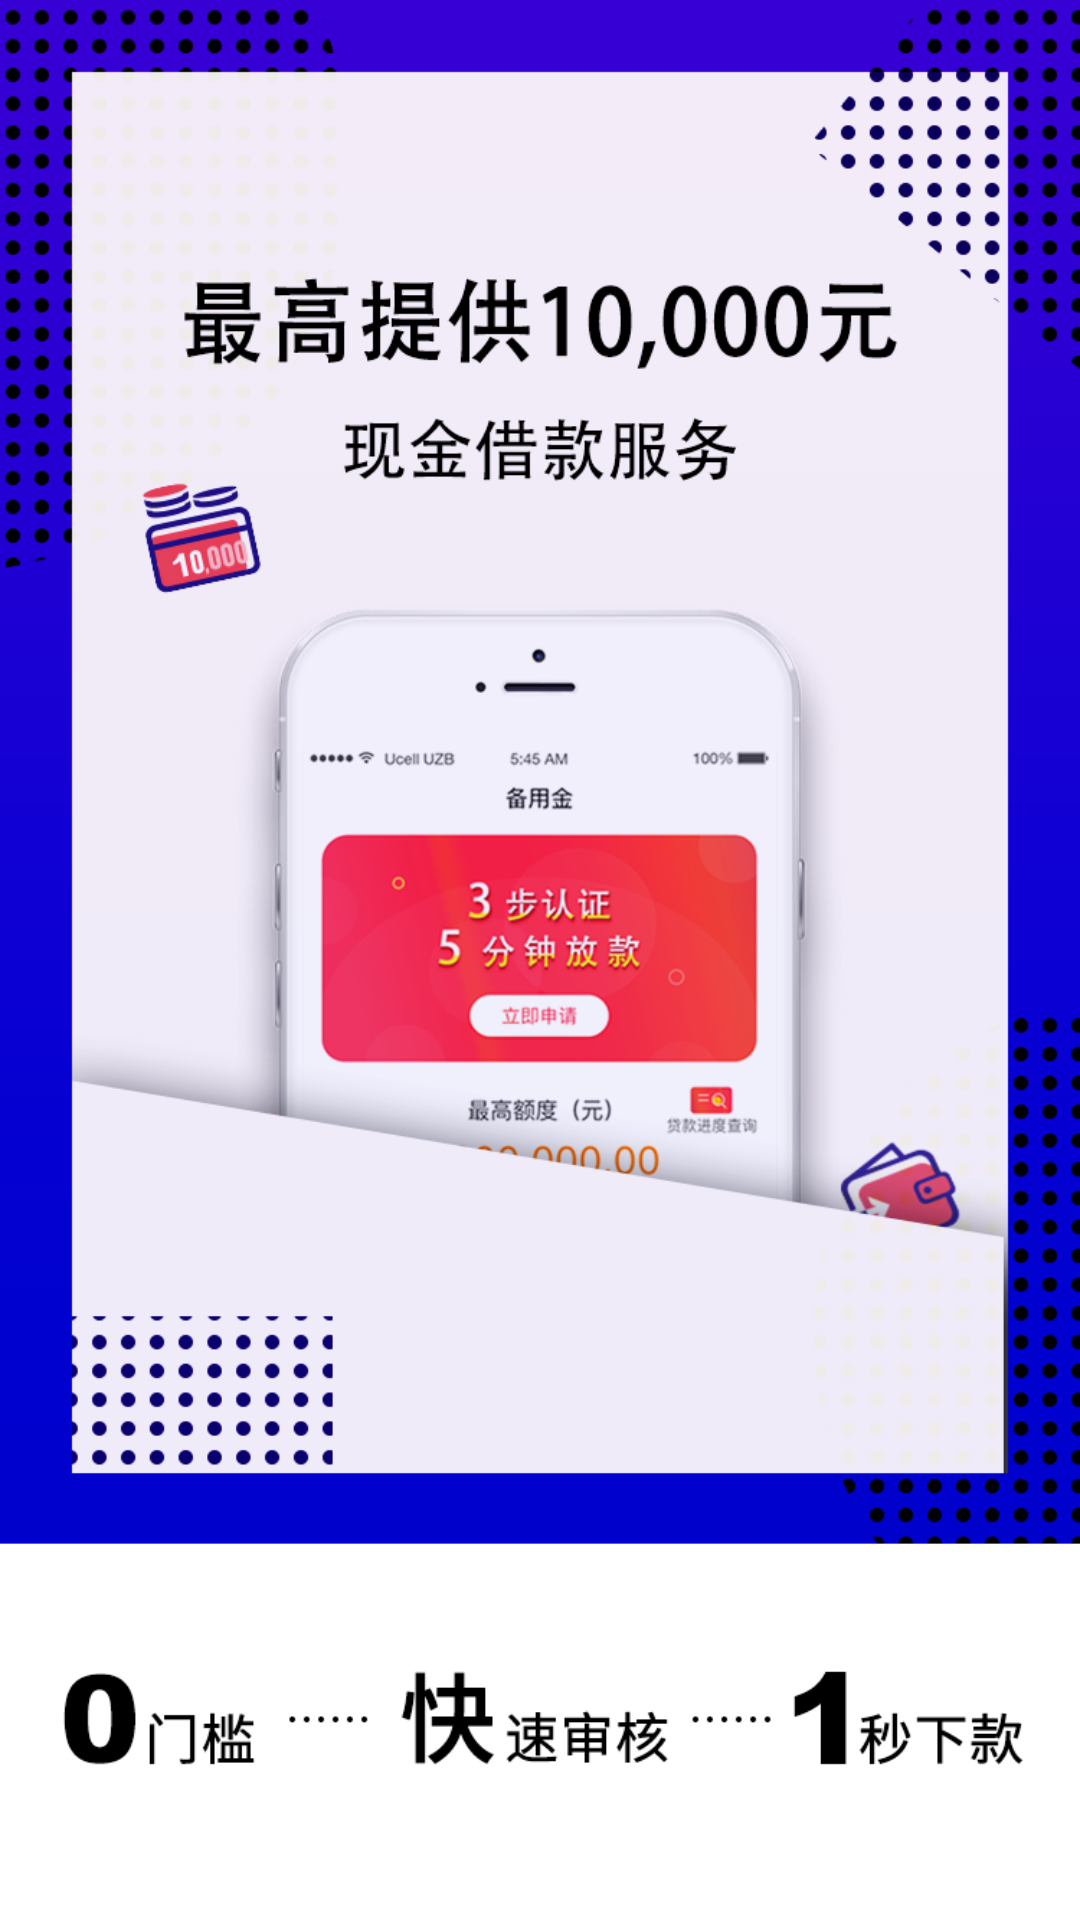 最高提供10,000元
现金借款服务
10,000
Ucell UZB 5:45 AM 100%
备用金
3 步认证
5 分钟放款
立即申请
最高额度（元）
贷款进度查询
0门槛 ······ 快速审核 ······ 1秒下款